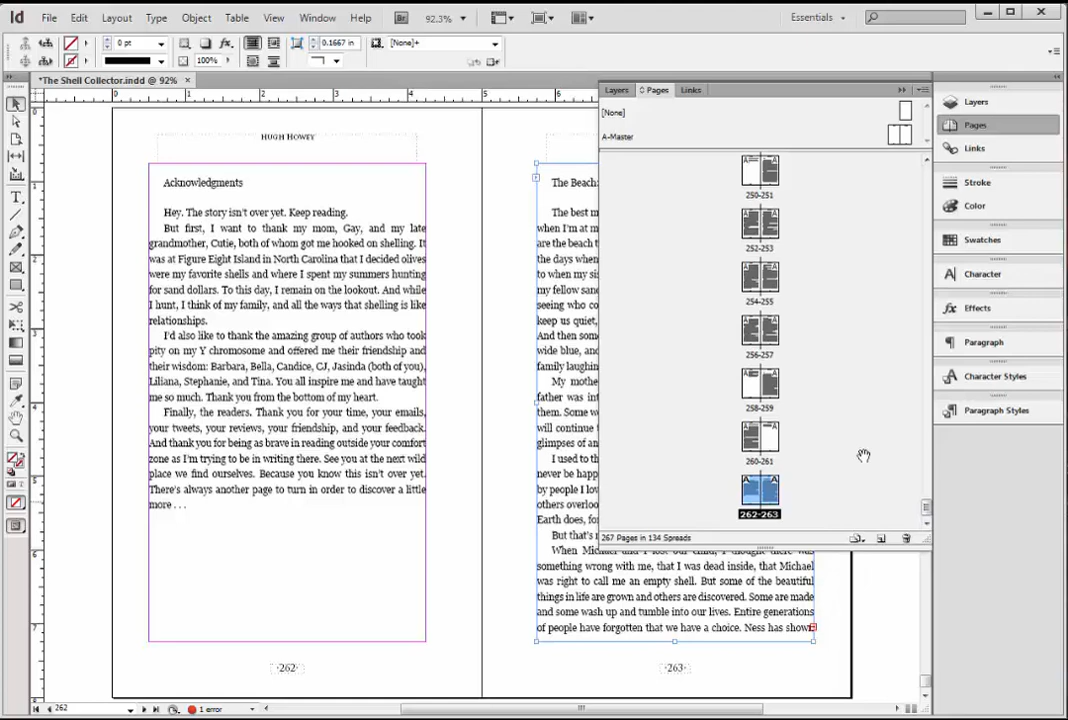 Id File Edit Layout Type Object Table View Window Help Br 92.3% Essentials
0 pt 0.1667 in [None]+
100%
*The Shell Collector.indd @ 92% ×
Layers Pages Links
[None]
A-Master
250-251
252-253
254-255
256-257
258-259
260-261
262-263
267 Pages in 134 Spreads
Layers
Pages
Links
Stroke
Color
Swatches
Character
Effects
Paragraph
Character Styles
Paragraph Styles
HUGH HOWEY
Acknowledgments
Hey. The story isn't over yet. Keep reading.
But first, I want to thank my mom, Gay, and my late
grandmother, Cutie, both of whom got me hooked on shelling. It
was at Figure Eight Island in North Carolina that I decided olives
were my favorite shells and where I spent my summers hunting
for sand dollars. To this day, I remain on the lookout. And while
I hunt, I think of my family, and all the ways that shelling is like
relationships.
I'd also like to thank the amazing group of authors who took
pity on my Y chromosome and offered me their friendship and
their wisdom: Barbara, Bella, Candice, CJ, Jasinda (both of you),
Liliana, Stephanie, and Tina. You all inspire me and have taught
me so much. Thank you from the bottom of my heart.
Finally, the readers. Thank you for your time, your emails,
your tweets, your reviews, your friendship, and your feedback.
And thank you for being as brave in reading outside your comfort
zone as I'm trying to be in writing there. See you at the next wild
place we find ourselves. Because you know this isn't over yet.
There's always another page to turn in order to discover a little
more . . .
·262·
The Beach:
The best m
when I'm at m
are the beach t
the days when
to when my sis
my fellow sand
seeing who co
keep us quiet,
And then some
wide blue, and
family laughin
My mothe
father was int
them. Some w
will continue
glimpses of an
I used to th
never be happ
by people I lov
others overloo
Earth does, fo
But that's n
When Michael and I lost our child, I thought there was
something wrong with me, that I was dead inside, that Michael
was right to call me an empty shell. But some of the beautiful
things in life are grown and others are discovered. Some are made
and some wash up and tumble into our lives. Entire generations
of people have forgotten that we have a choice. Ness has shown
·263·
262 1 error